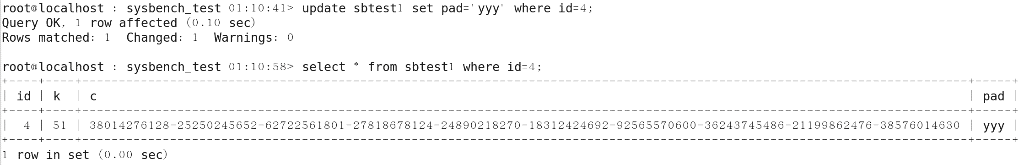 root@localhost : sysbench_test 01:10:41> update sbtest1 set pad='yyy' where id=4;
Query OK, 1 row affected (0.10 sec)
Rows matched: 1  Changed: 1  Warnings: 0
root@localhost : sysbench_test 01:10:58> select * from sbtest1 where id=4;
| id | k | c | pad |
| 4 | 51 | 38014276128-25250245652-62722561801-27818678124-24890218270-18312424692-92565570600-36243745486-21199862476-38576014630 | yyy |
1 row in set (0.00 sec)